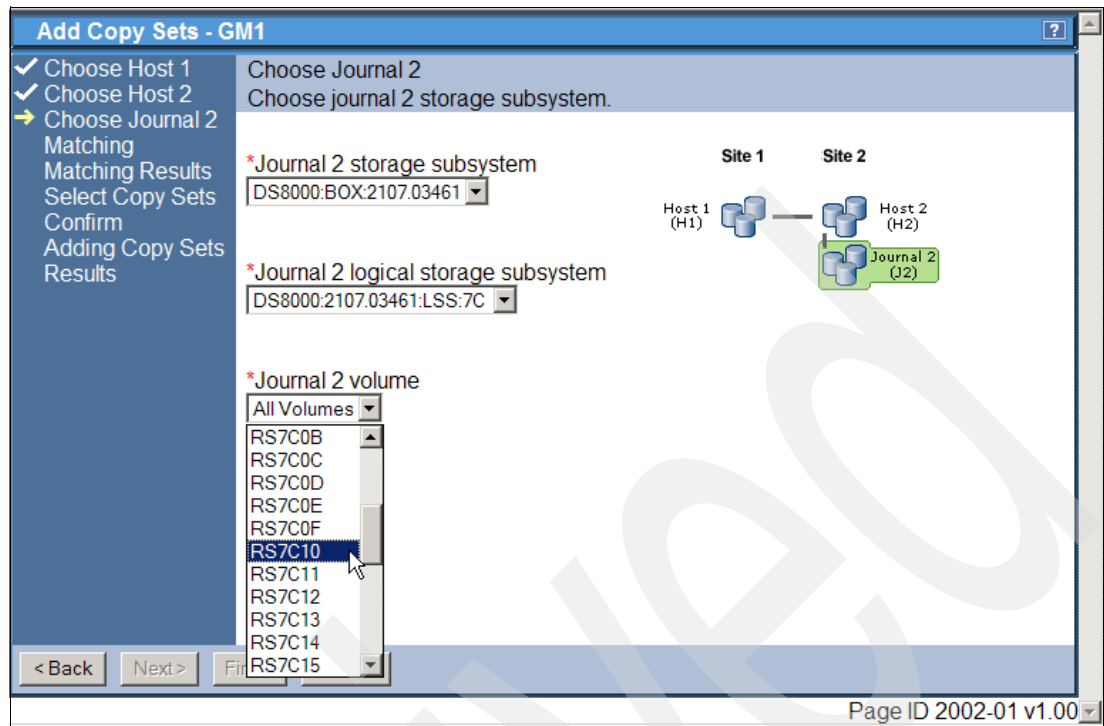 Add Copy Sets - GM1
?
Choose Host 1
Choose Host 2
Choose Journal 2
Matching
Matching Results
Select Copy Sets
Confirm
Adding Copy Sets
Results
Choose Journal 2
Choose journal 2 storage subsystem.
*Journal 2 storage subsystem
DS8000:BOX:2107.03461
*Journal 2 logical storage subsystem
DS8000:2107.03461:LSS:7C
*Journal 2 volume
All Volumes
RS7C0B
RS7C0C
RS7C0D
RS7C0E
RS7C0F
RS7C10
RS7C11
RS7C12
RS7C13
RS7C14
RS7C15
Site 1
Site 2
Host 1
(H1)
Host 2
(H2)
Journal 2
(J2)
< Back
Next >
Page ID 2002-01 v1.00